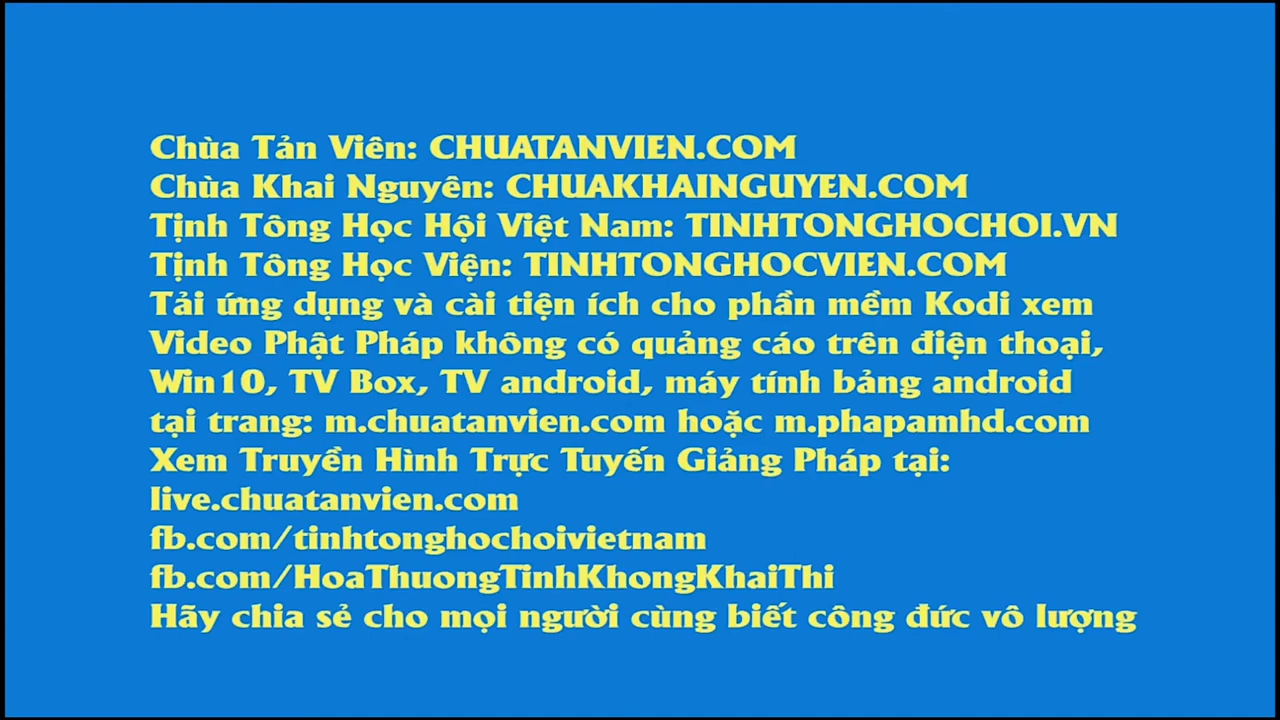 Chùa Tản Viên: CHUATANVIEN.COM
Chùa Khai Nguyên: CHUAKHAINGUYEN.COM
Tịnh Tông Học Hội Việt Nam: TINHTONGHOCHOI.VN
Tịnh Tông Học Viện: TINHTONGHOCVIEN.COM
Tải ứng dụng và cài tiện ích cho phần mềm Kodi xem
Video Phật Pháp không có quảng cáo trên điện thoại,
Win10, TV Box, TV android, máy tính bảng android
tại trang: m.chuatanvien.com hoặc m.phapamhd.com
Xem Truyền Hình Trực Tuyến Giảng Pháp tại:
live.chuatanvien.com
fb.com/tinhtonghochoivietnam
fb.com/HoaThuongTinhKhongKhaiThi
Hãy chia sẻ cho mọi người cùng biết công đức vô lượng